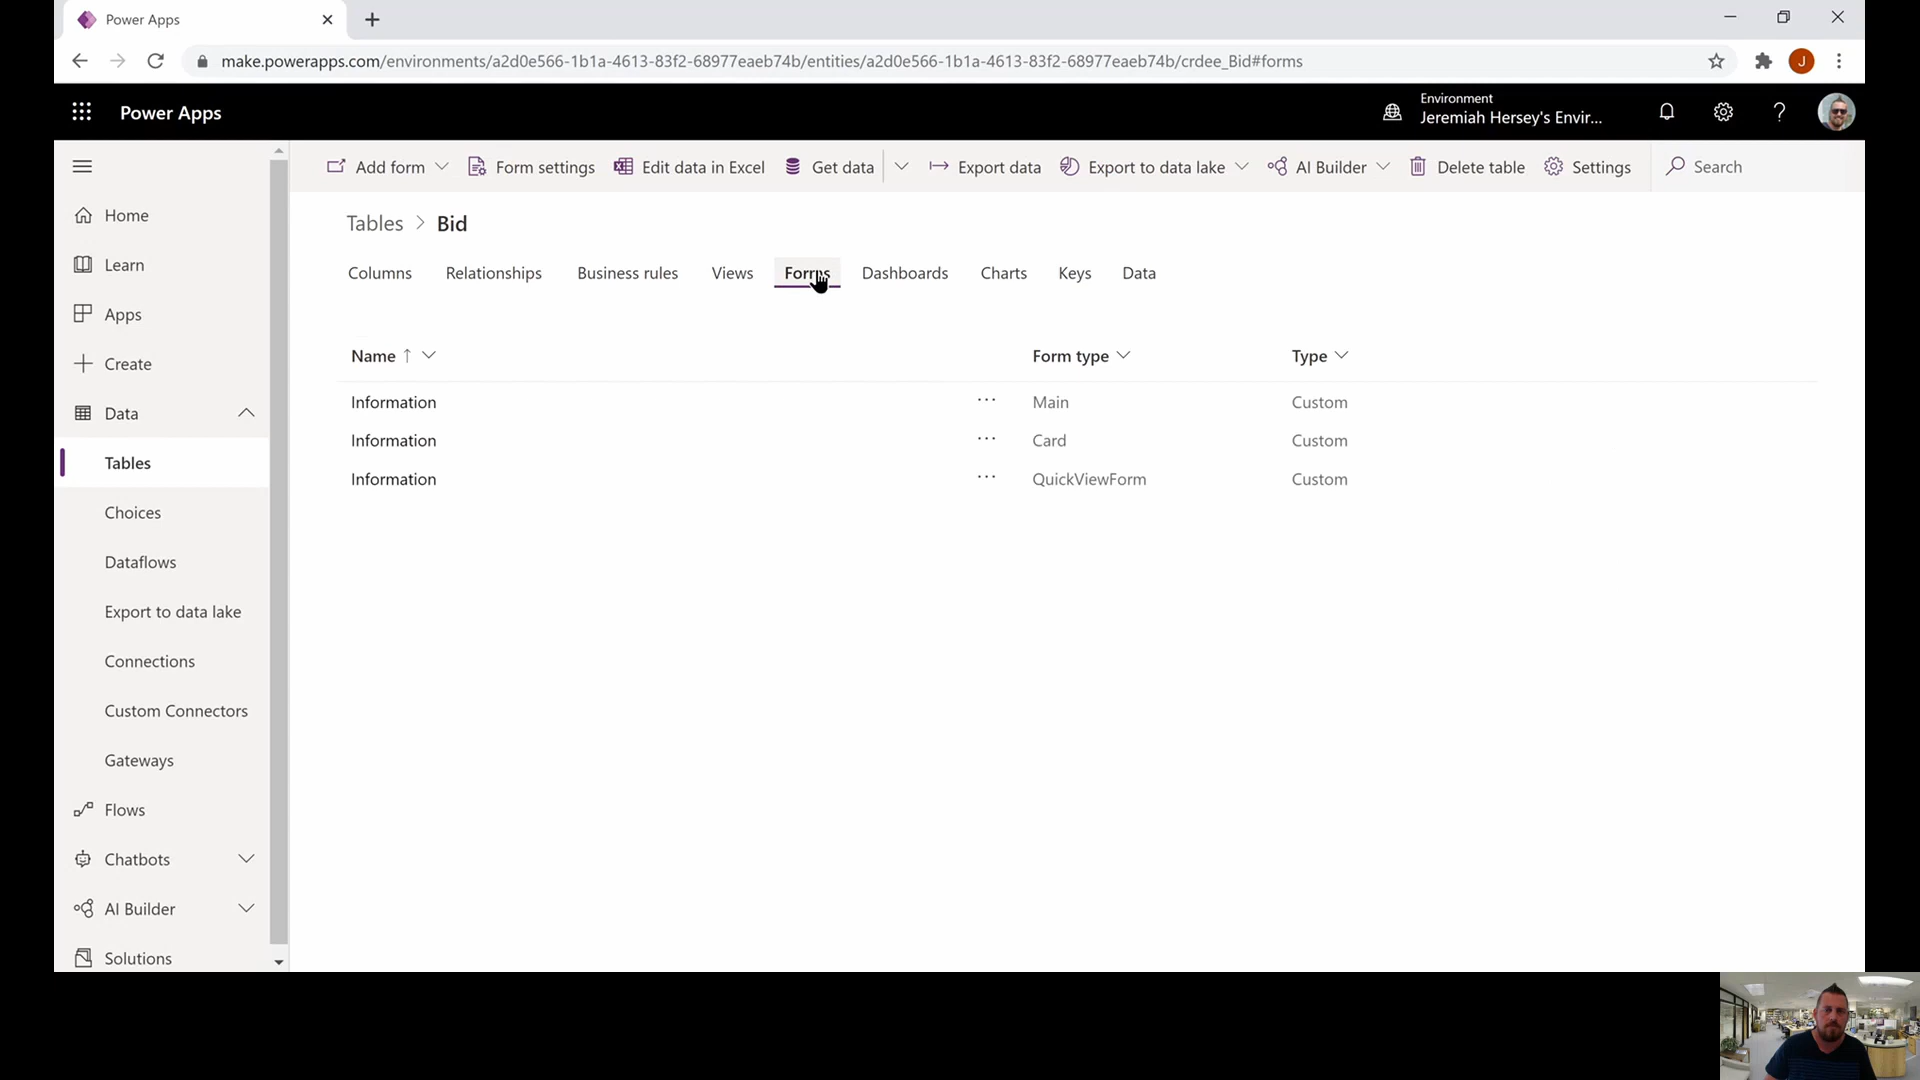 Power Apps
make.powerapps.com/environments/a2d0e566-1b1a-4613-83f2-68977eaeb74b/entities/a2d0e566-1b1a-4613-83f2-68977eaeb74b/crdee_Bid#forms
J
Power Apps
Environment
Jeremiah Hersey's Envir...
Add form Form settings Edit data in Excel Get data Export data Export to data lake AI Builder Delete table Settings Search
Tables > Bid
Columns Relationships Business rules Views Forms Dashboards Charts Keys Data
Name ↑ Form type Type
Information ... Main Custom
Information ... Card Custom
Information ... QuickViewForm Custom
Home
Learn
Apps
Create
Data
Tables
Choices
Dataflows
Export to data lake
Connections
Custom Connectors
Gateways
Flows
Chatbots
AI Builder
Solutions